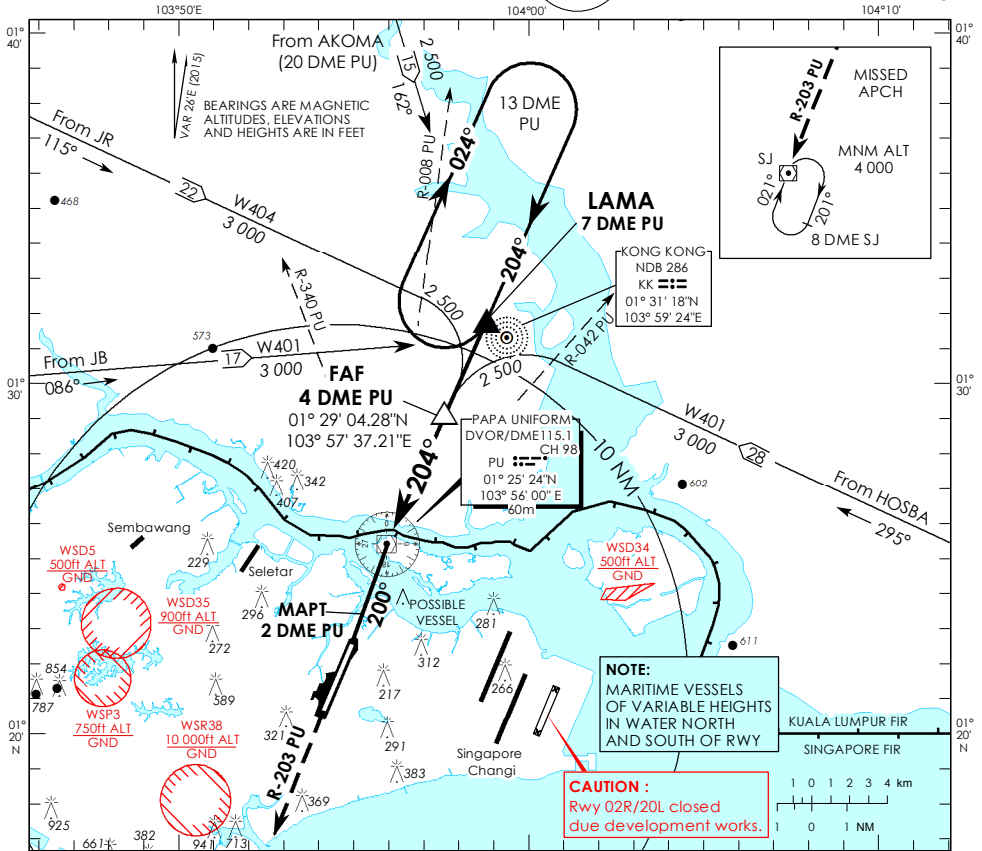 103°50'E
104°00'
104°10'
01°
40'
01°
40'
From AKOMA
(20 DME PU)
2 500
15
162°
VAR 26'E (2015)
BEARINGS ARE MAGNETIC
ALTITUDES, ELEVATIONS
AND HEIGHTS ARE IN FEET
13 DME
PU
024°
R-008 PU
R-203 PU
MISSED
APCH
SJ
MNM ALT
4 000
021°
201°
8 DME SJ
From JR
115°
22
W404
3 000
468
LAMA
7 DME PU
204°
KONG KONG
NDB 286
KK
01° 31' 18"N
103° 59' 24"E
R-340 PU
2 500
R-042 PU
573
From JB
086°
17
W401
3 000
2 500
01°
30'
01°
30'
FAF
4 DME PU
01° 29' 04.28"N
103° 57' 37.21"E
W401
3 000
28
From HOSBA
295°
PAPA UNIFORM
DVOR/DME115.1
CH 98
PU
01° 25' 24"N
103° 56' 00" E
60m
10 NM
204°
420
342
407
602
Sembawang
229
Seletar
WSD5
500ft ALT
GND
WSD34
500ft ALT
GND
WSD35
900ft ALT
GND
296
MAPT
2 DME PU
200°
POSSIBLE
VESSEL
281
272
312
611
854
787
589
217
266
WSP3
750ft ALT
GND
NOTE:
MARITIME VESSELS
OF VARIABLE HEIGHTS
IN WATER NORTH
AND SOUTH OF RWY
01°
20'
N
01°
20'
N
WSR38
10 000ft ALT
GND
321
291
R-203 PU
Singapore
Changi
KUALA LUMPUR FIR
SINGAPORE FIR
383
369
CAUTION :
Rwy 02R/20L closed
due development works.
1 0 1 2 3 4 km
1 0 1 NM
925
661
382
941
713